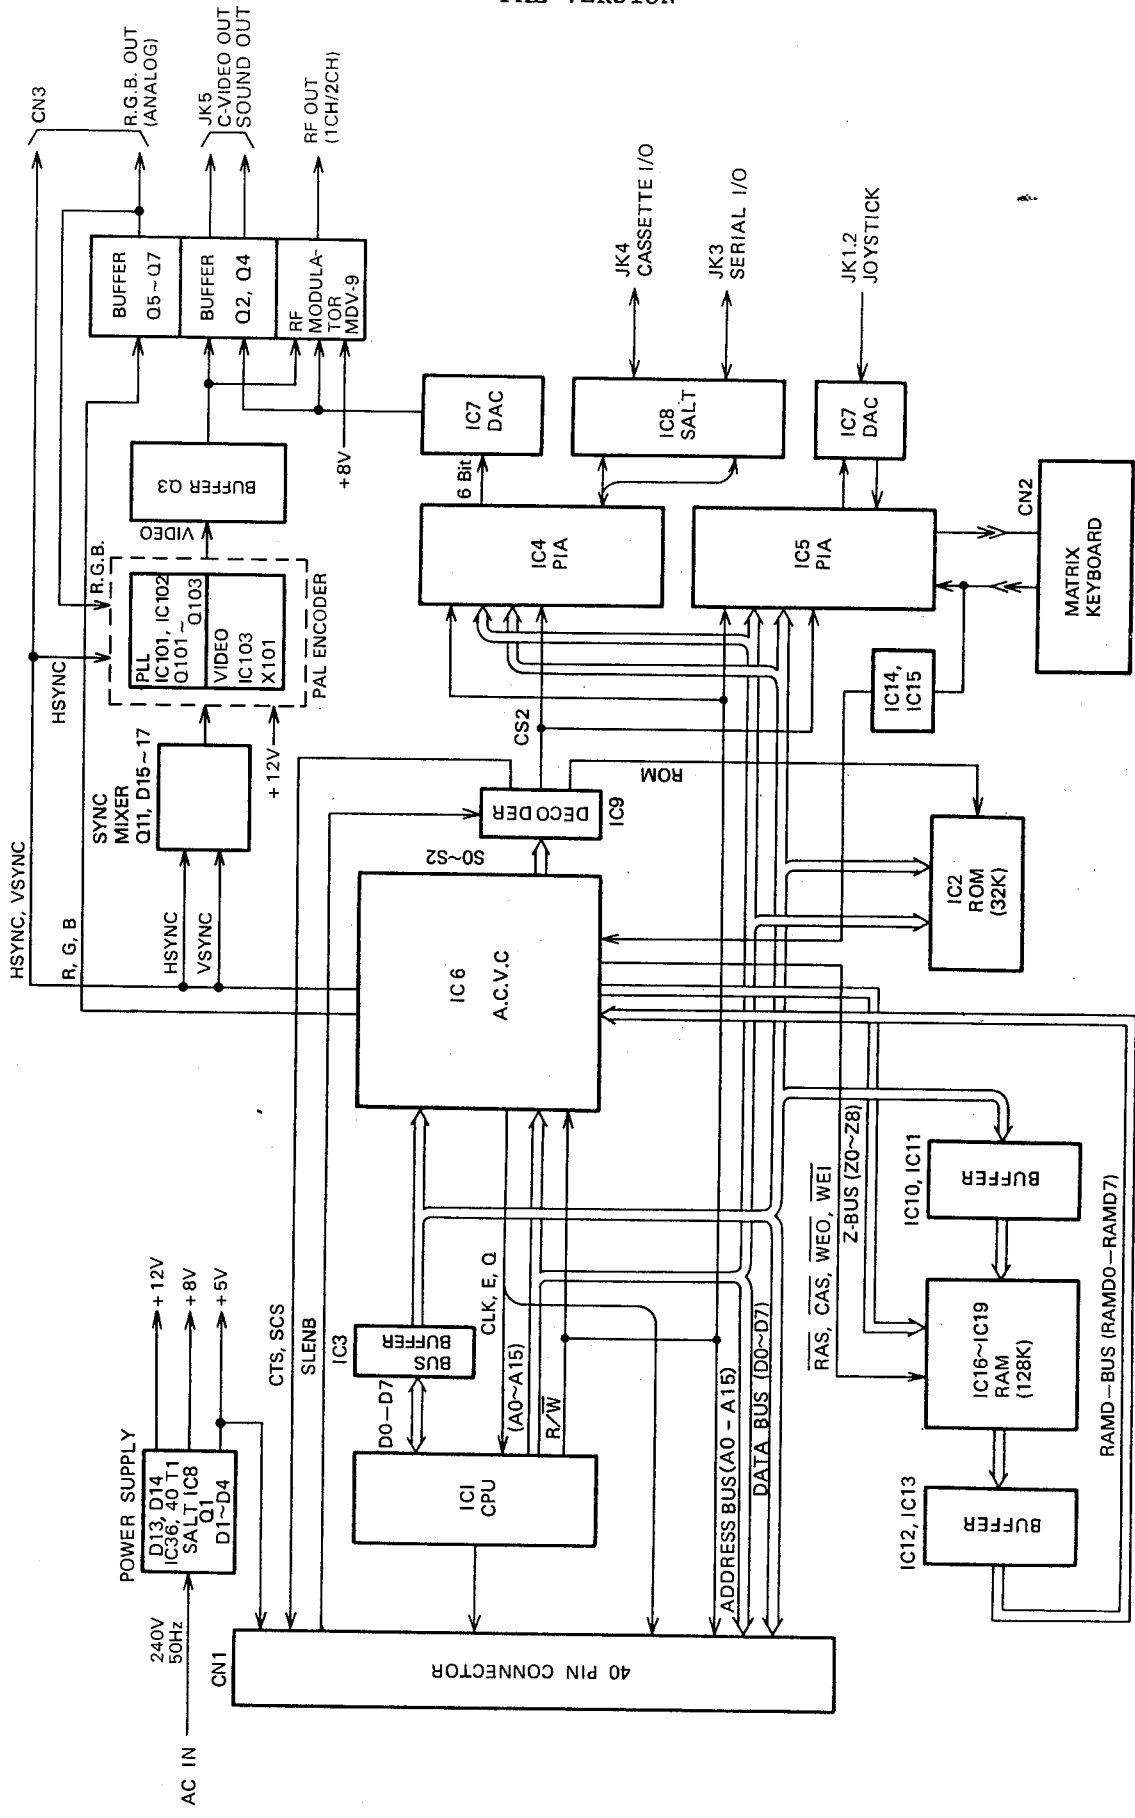 PAL VERSION
AC IN
240V
50Hz
POWER SUPPLY
D13, D14
IC36, 40 T1
SALT IC8
Q1
D1~D4
+12V
+8V
+5V
CN1
40 PIN CONNECTOR
CTS, SCS
SLENB
IC3
BUS
BUFFER
D0–D7
CLK, E, Q
(A0~A15)
R/W̅
IC1
CPU
ADDRESS BUS(A0 - A15)
DATA BUS (D0~D7)
IC6
A.C.V.C
HSYNC, VSYNC
R, G, B
HSYNC
VSYNC
SYNC
MIXER
Q11, D15~17
+12V
HSYNC
R.G.B.
PLL
IC101, IC102
Q101 ~
Q103
VIDEO
IC103
X101
PAL ENCODER
VIDEO
BUFFER Q3
+8V
BUFFER
Q5~Q7
BUFFER
Q2, Q4
RF
MODULA-
TOR
MDV-9
CN3
R.G.B. OUT
(ANALOG)
JK5
C-VIDEO OUT
SOUND OUT
RF OUT
(1CH/2CH)
S0~S2
DECODER
IC9
CS2
ROM
IC4
PIA
6 Bit
IC7
DAC
IC8
SALT
JK4
CASSETTE I/O
JK3
SERIAL I/O
IC5
PIA
IC7
DAC
JK1.2
JOYSTICK
IC14,
IC15
CN2
MATRIX
KEYBOARD
IC2
ROM
(32K)
R̅A̅S̅, C̅A̅S̅, W̅E̅O̅, W̅E̅I̅
Z-BUS (Z0~Z8)
IC10, IC11
BUFFER
IC16~IC19
RAM
(128K)
IC12, IC13
BUFFER
RAMD–BUS (RAMD0–RAMD7)